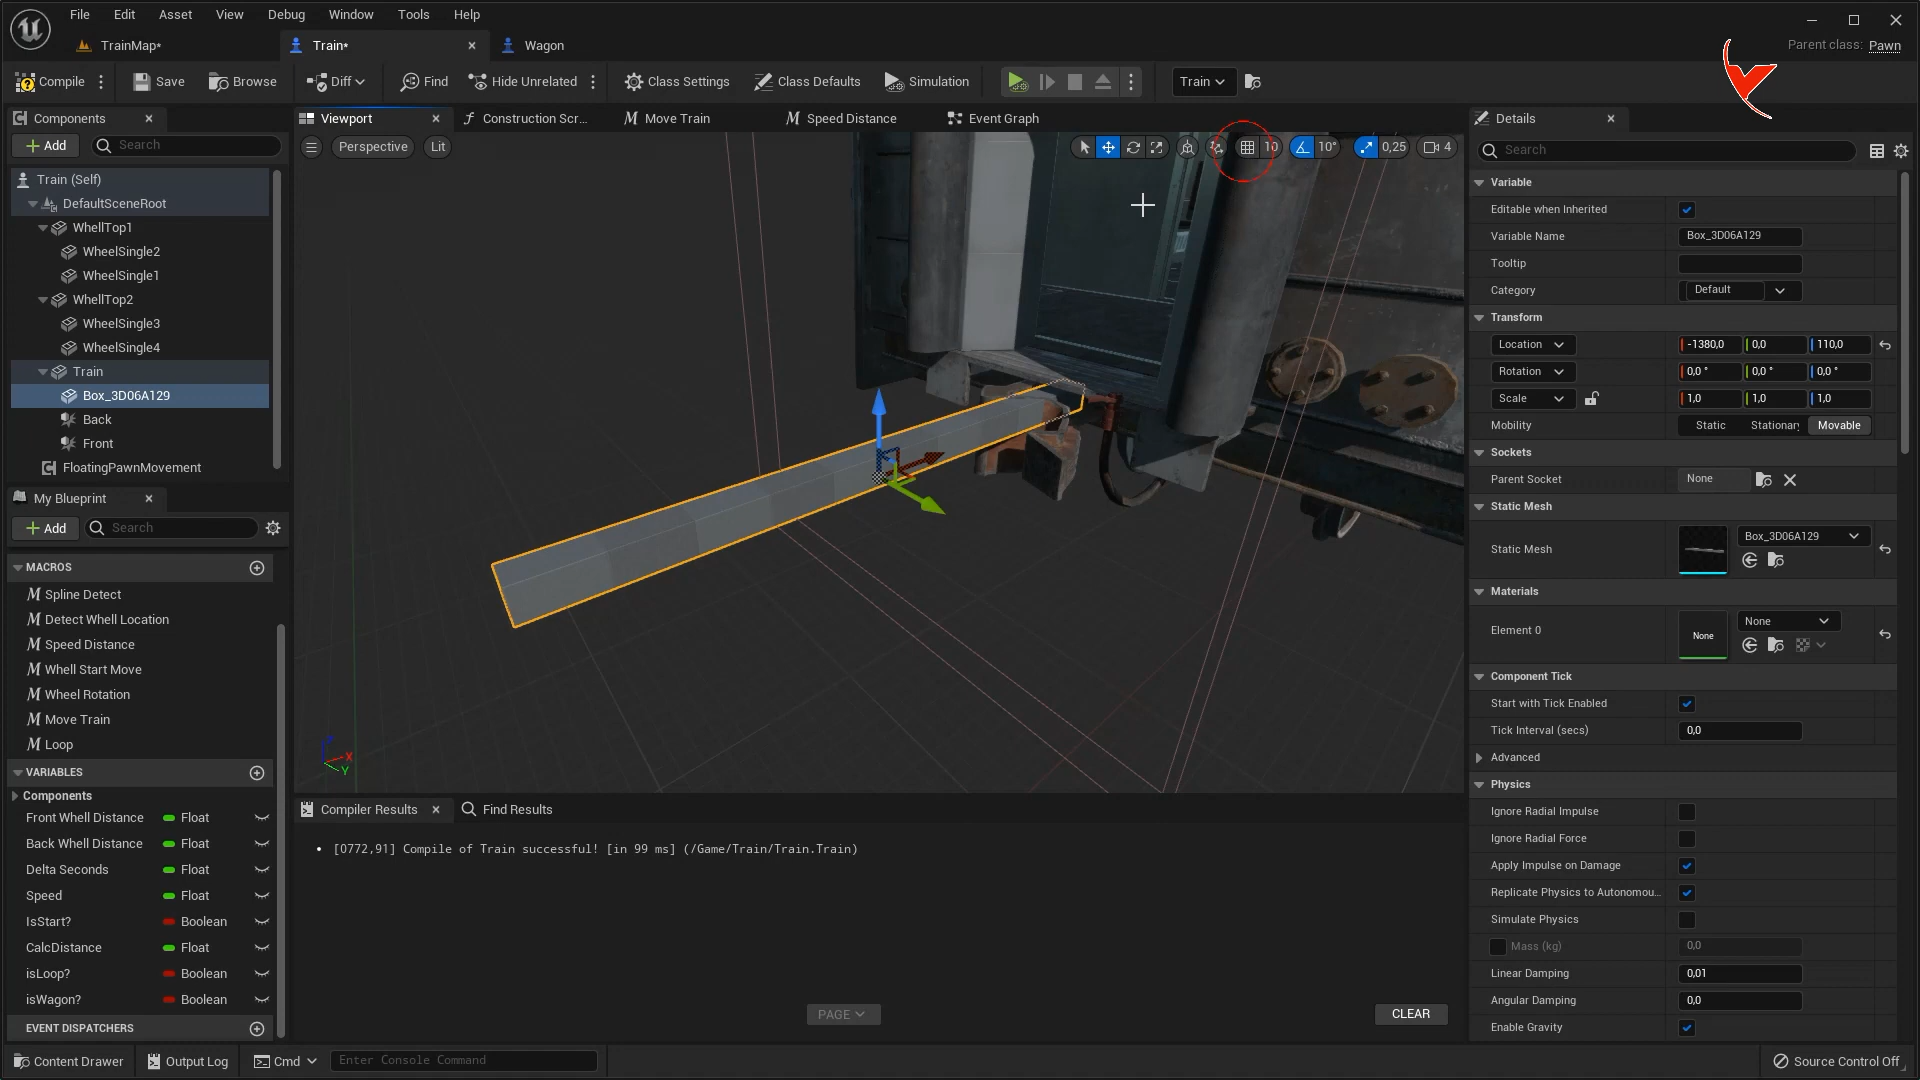 File Edit Asset View Debug Window Tools Help
TrainMap* Train* Wagon Parent class: Pawn
Compile Save Browse Diff Find Hide Unrelated Class Settings Class Defaults Simulation Train
Components
Add Search
Train (Self)
DefaultSceneRoot
WhellTop1
WheelSingle2
WheelSingle1
WhellTop2
WheelSingle3
WheelSingle4
Train
Box_3D06A129
Back
Front
FloatingPawnMovement
My Blueprint
Add Search
MACROS
Spline Detect
Detect Whell Location
Speed Distance
Whell Start Move
Wheel Rotation
Move Train
Loop
VARIABLES
Components
Front Whell Distance Float
Back Whell Distance Float
Delta Seconds Float
Speed Float
IsStart? Boolean
CalcDistance Float
isLoop? Boolean
isWagon? Boolean
EVENT DISPATCHERS
Viewport Construction Scr... Move Train Speed Distance Event Graph
Perspective Lit 10 10° 0,25 4
Z X Y
Compiler Results Find Results
[0772,91] Compile of Train successful! [in 99 ms] (/Game/Train/Train.Train)
PAGE CLEAR
Details
Search
Variable
Editable when Inherited
Variable Name Box_3D06A129
Tooltip
Category Default
Transform
Location -1380,0 0,0 110,0
Rotation 0,0 ° 0,0 ° 0,0 °
Scale 1,0 1,0 1,0
Mobility Static Stationary Movable
Sockets
Parent Socket None
Static Mesh
Static Mesh Box_3D06A129
Materials
Element 0 None None
Component Tick
Start with Tick Enabled
Tick Interval (secs) 0,0
Advanced
Physics
Ignore Radial Impulse
Ignore Radial Force
Apply Impulse on Damage
Replicate Physics to Autonomou...
Simulate Physics
Mass (kg) 0,0
Linear Damping 0,01
Angular Damping 0,0
Enable Gravity
Content Drawer Output Log Cmd Enter Console Command Source Control Off